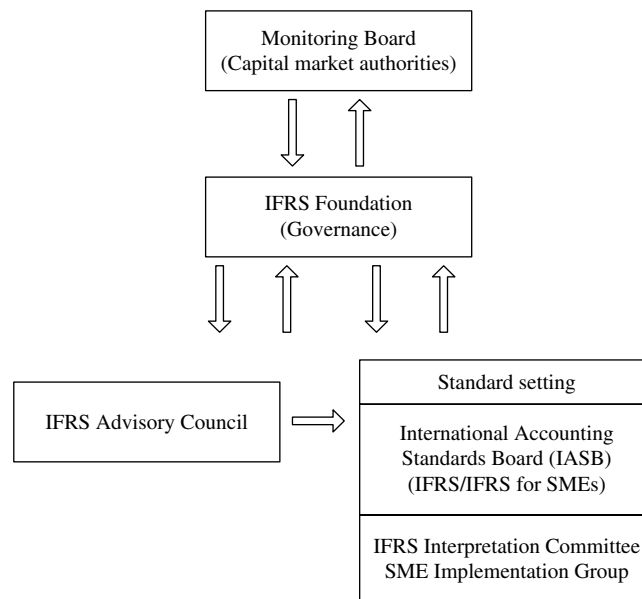 Monitoring Board
(Capital market authorities)
IFRS Foundation
(Governance)
IFRS Advisory Council
Standard setting
International Accounting
Standards Board (IASB)
(IFRS/IFRS for SMEs)
IFRS Interpretation Committee
SME Implementation Group